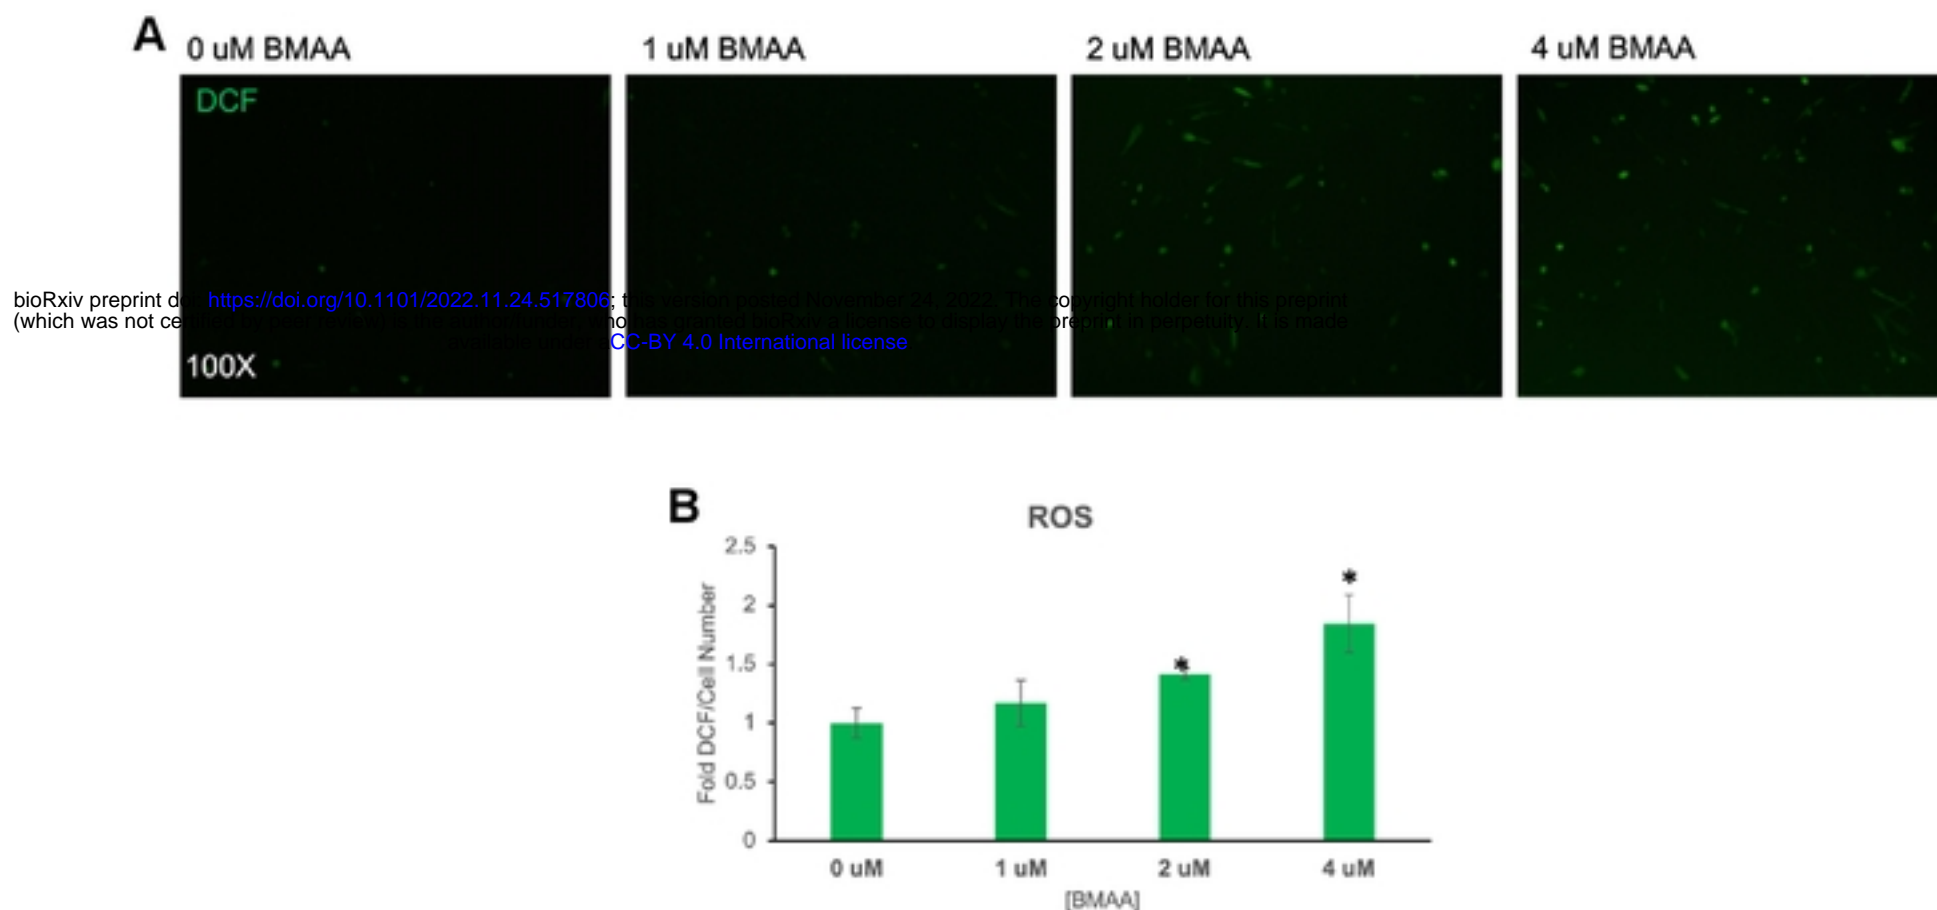 A
0 uM BMAA
1 uM BMAA
2 uM BMAA
4 uM BMAA
DCF
bioRxiv preprint doi: https://doi.org/10.1101/2022.11.24.517806; this version posted November 24, 2022. The copyright holder for this preprint
(which was not certified by peer review) is the author/funder, who has granted bioRxiv a license to display the preprint in perpetuity. It is made
available under aCC-BY 4.0 International license
100X
B
ROS
2.5
2
1.5
1
0.5
0
Fold DCF/Cell Number
*
*
0 uM
1 uM
2 uM
4 uM
[BMAA]